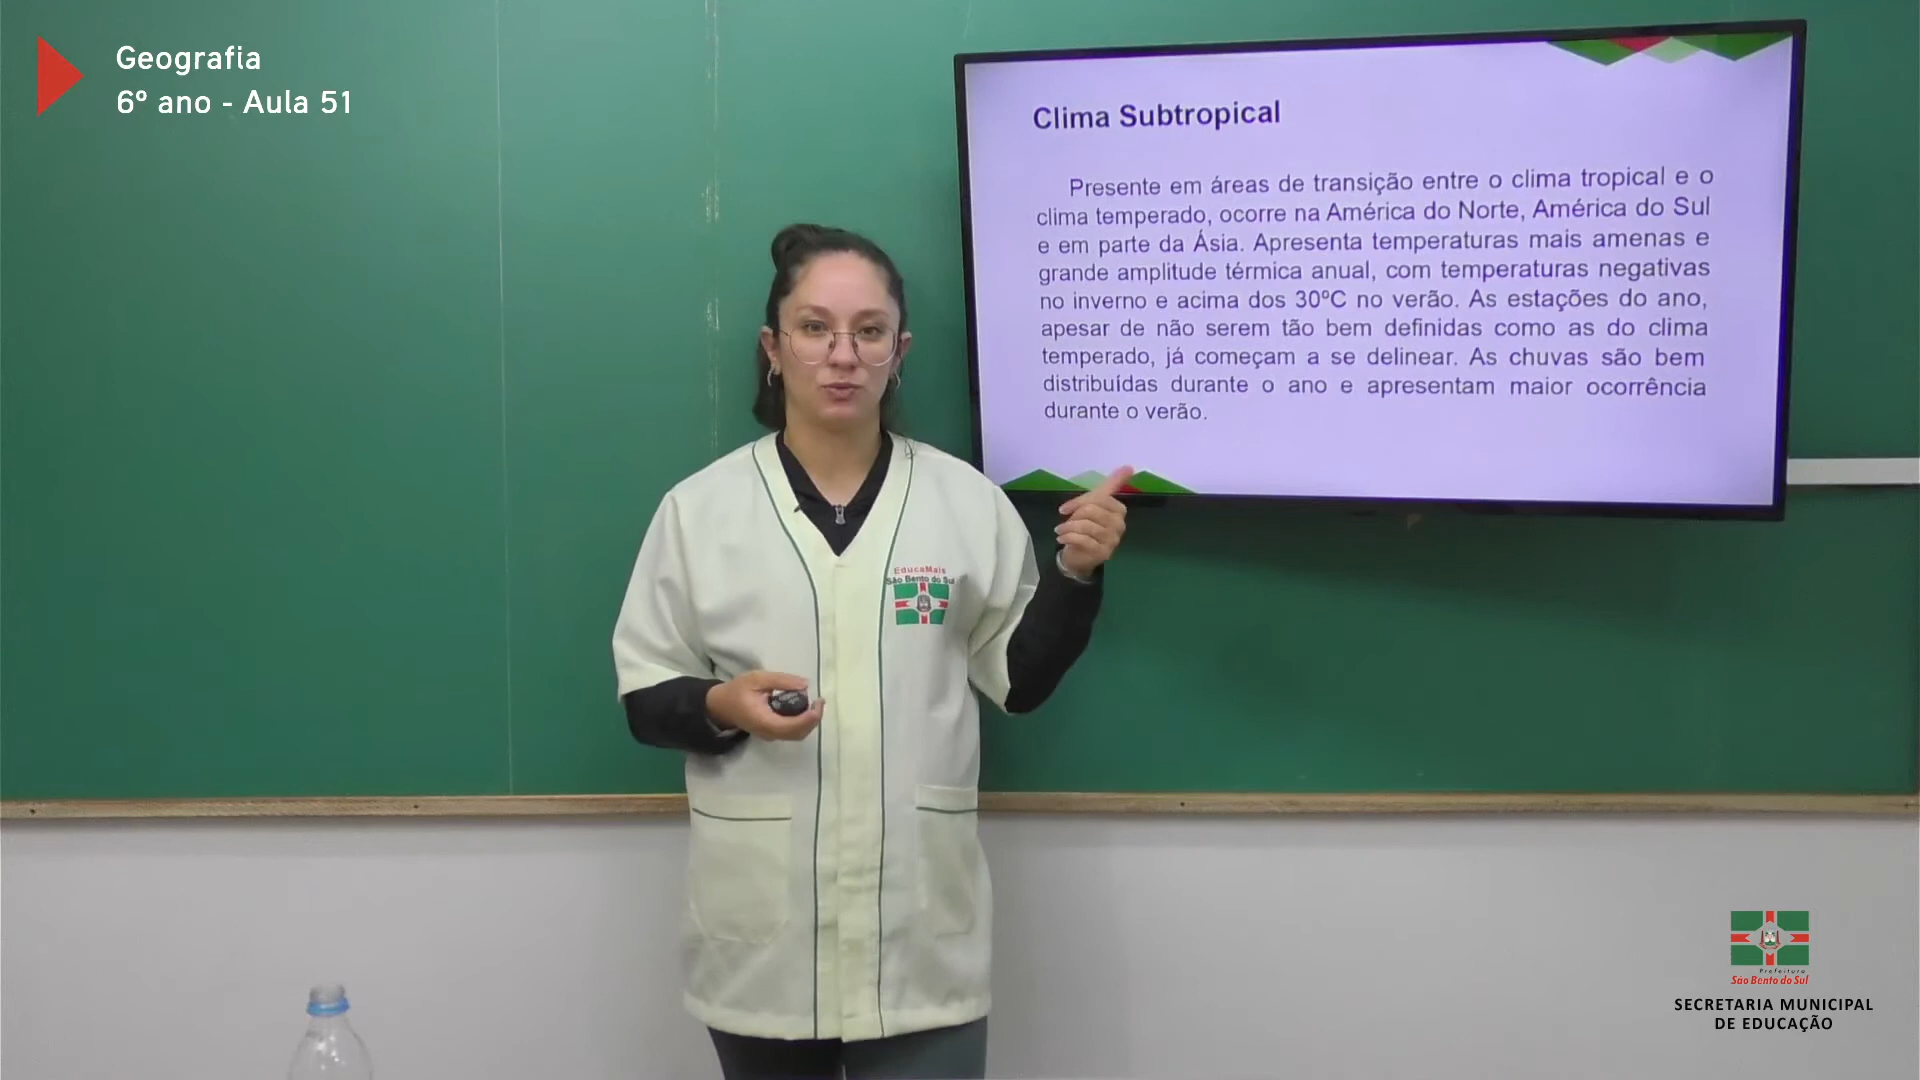 Geografia
6º ano - Aula 51
Clima Subtropical
Presente em áreas de transição entre o clima tropical e o
clima temperado, ocorre na América do Norte, América do Sul
e em parte da Ásia. Apresenta temperaturas mais amenas e
grande amplitude térmica anual, com temperaturas negativas
no inverno e acima dos 30ºC no verão. As estações do ano,
apesar de não serem tão bem definidas como as do clima
temperado, já começam a se delinear. As chuvas são bem
distribuídas durante o ano e apresentam maior ocorrência
durante o verão.
EducaMais
São Bento do Sul
Prefeitura
São Bento do Sul
SECRETARIA MUNICIPAL
DE EDUCAÇÃO